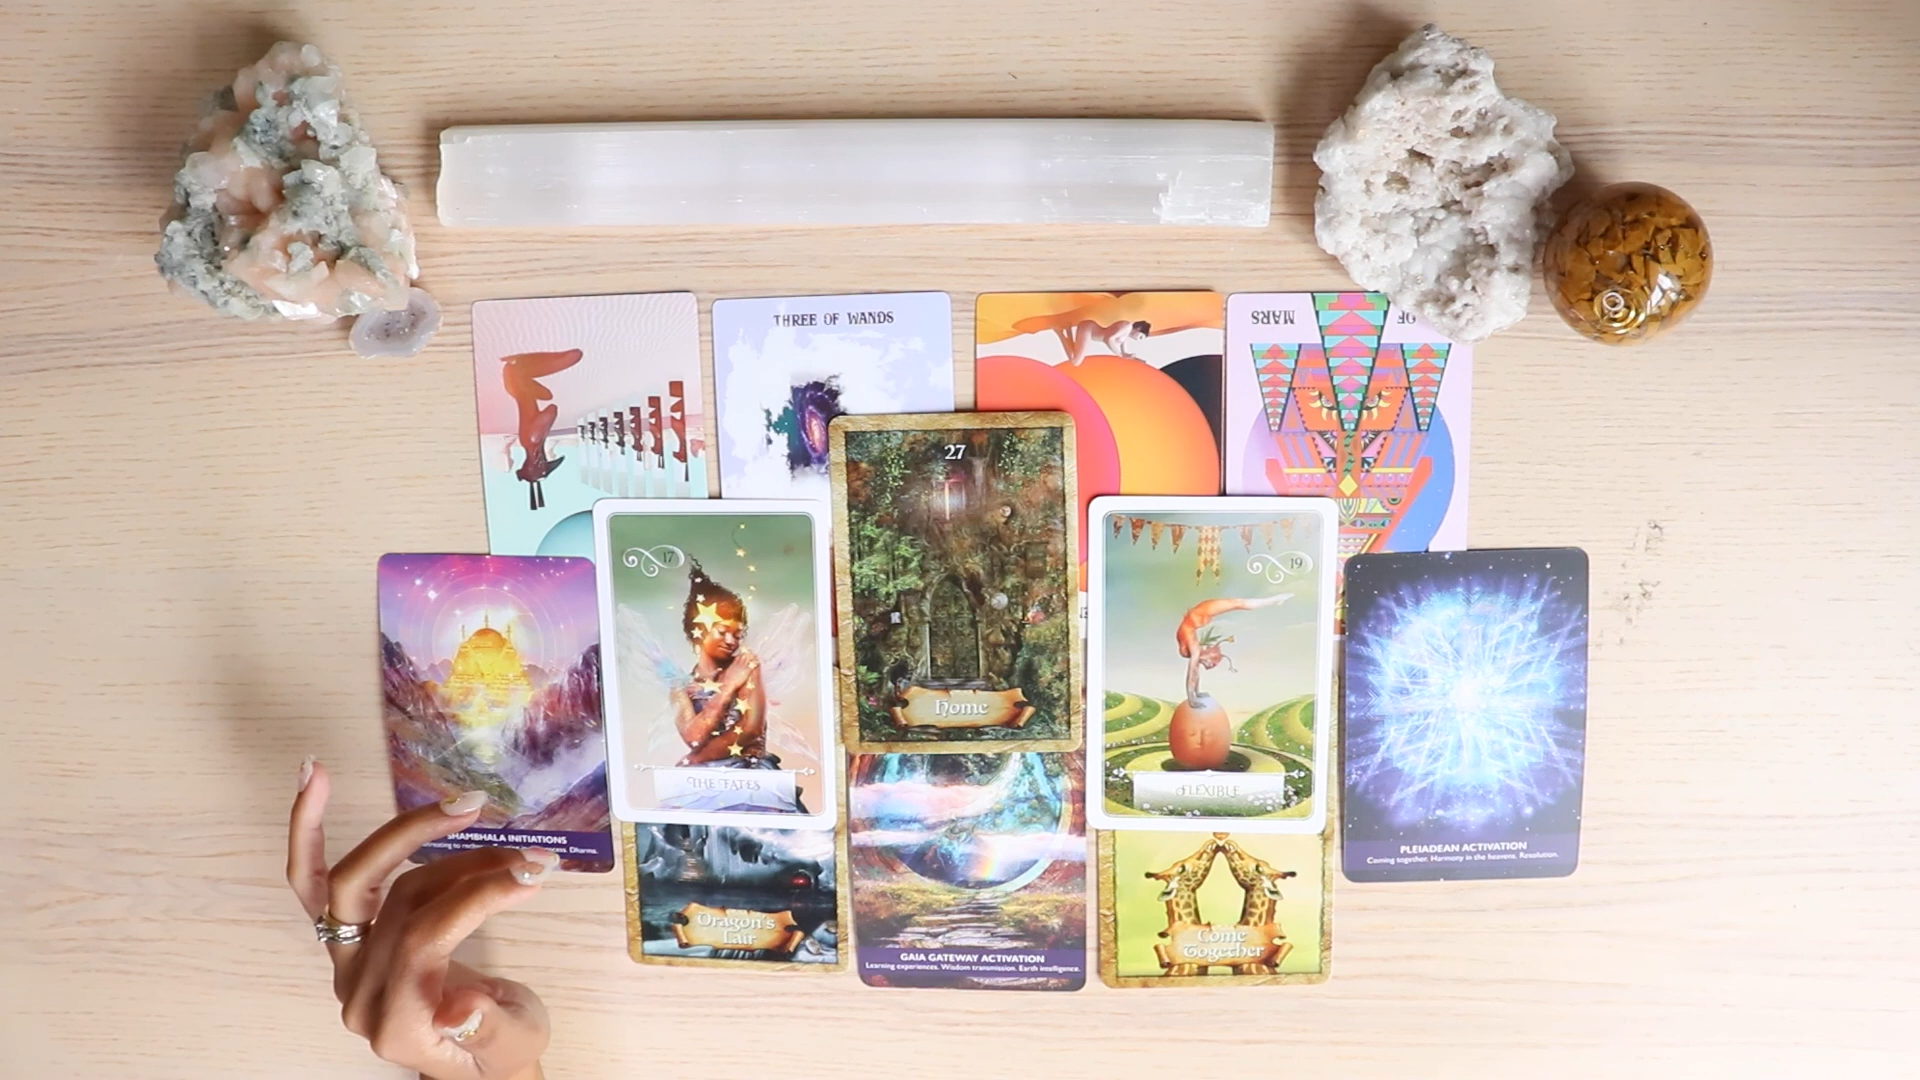 THREE OF WANDS
OF
MARS
27
Home
17
THE FATES
19
FLEXIBLE
SHAMBHALA INITIATIONS
Dharma.
Dragon's
Lair
GAIA GATEWAY ACTIVATION
Learning experiences. Wisdom transmission. Earth intelligence.
Come
Together
PLEIADEAN ACTIVATION
Coming together. Harmony in the heavens. Resolution.